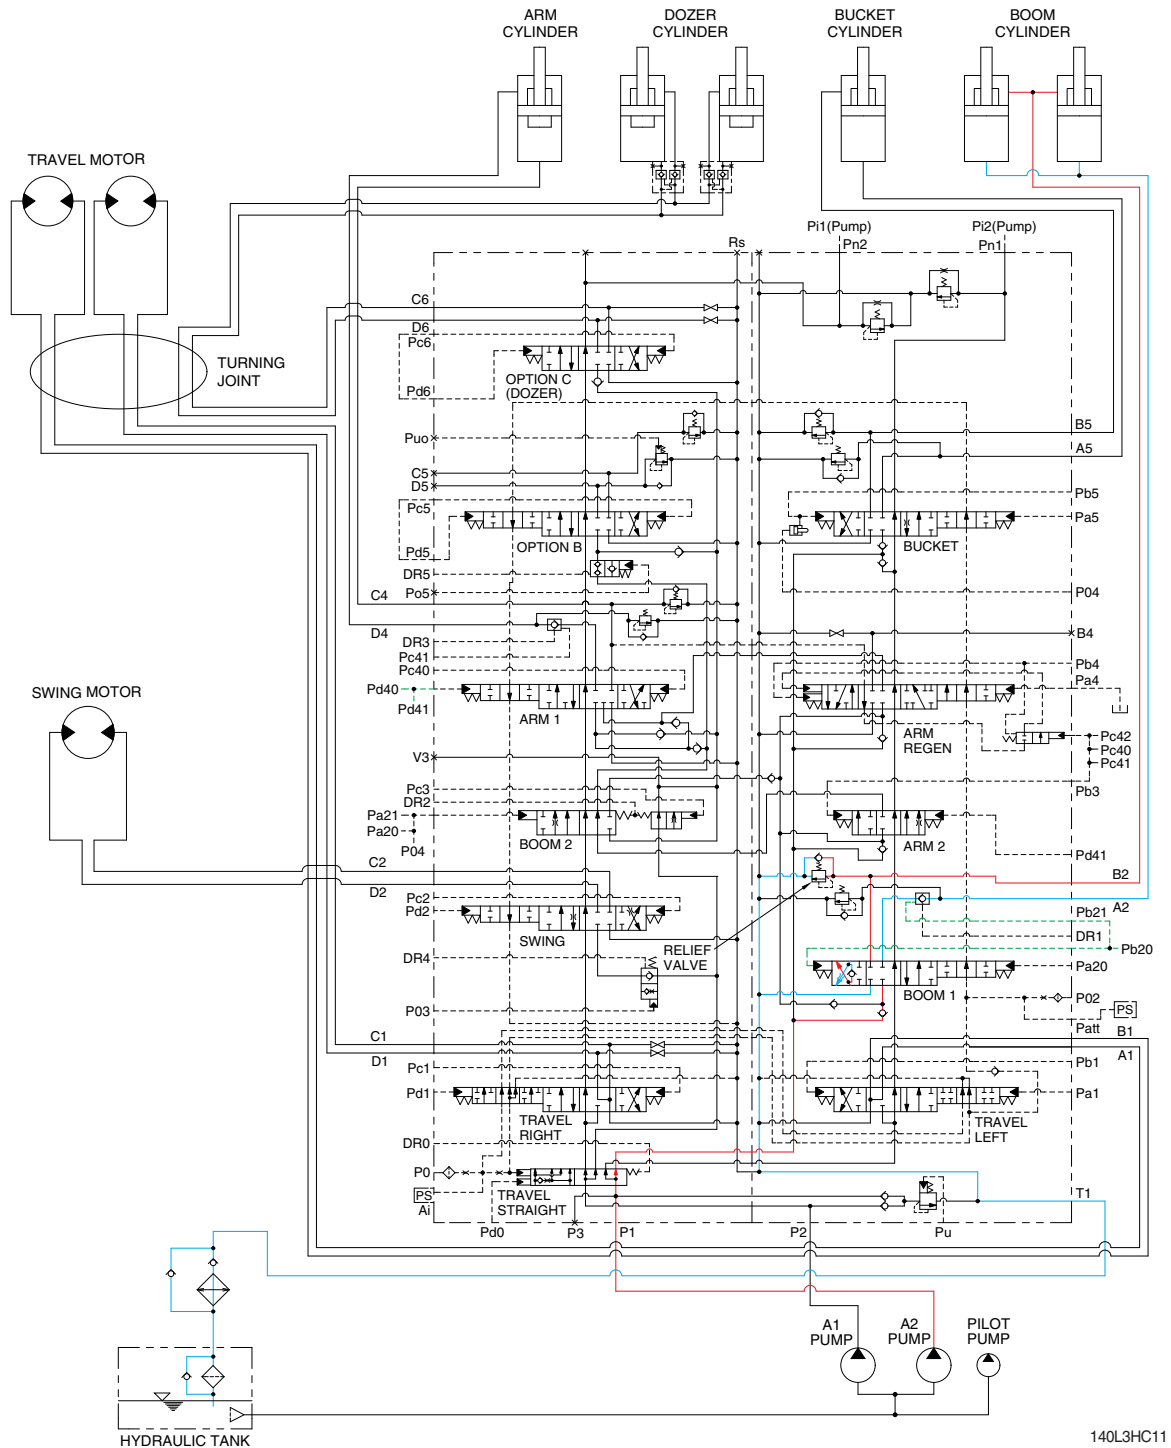 ARM
CYLINDER
DOZER
CYLINDER
BUCKET
CYLINDER
BOOM
CYLINDER
TRAVEL MOTOR
Pi1(Pump)
Pi2(Pump)
Rs
Pn2
Pn1
C6
D6
Pc6
TURNING
JOINT
OPTION C
(DOZER)
Pd6
Puo
B5
A5
C5
D5
Pc5
Pb5
Pa5
Pd5
OPTION B
BUCKET
DR5
Po5
P04
C4
D4
B4
DR3
Pc41
Pc40
Pb4
Pa4
SWING MOTOR
Pd40
Pd41
ARM 1
ARM
REGEN
Pc42
Pc40
Pc41
V3
Pc3
DR2
Pb3
Pa21
Pa20
P04
BOOM 2
ARM 2
Pd41
C2
B2
D2
A2
Pc2
Pd2
Pb21
DR1
SWING
RELIEF
VALVE
Pb20
DR4
Pa20
BOOM 1
P03
P02
PS
Patt
C1
B1
D1
A1
Pc1
Pb1
Pd1
Pa1
TRAVEL
RIGHT
TRAVEL
LEFT
DR0
P0
PS
Ai
TRAVEL
STRAIGHT
T1
Pd0
P3
P1
P2
Pu
A1
PUMP
A2
PUMP
PILOT
PUMP
HYDRAULIC TANK
140L3HC11